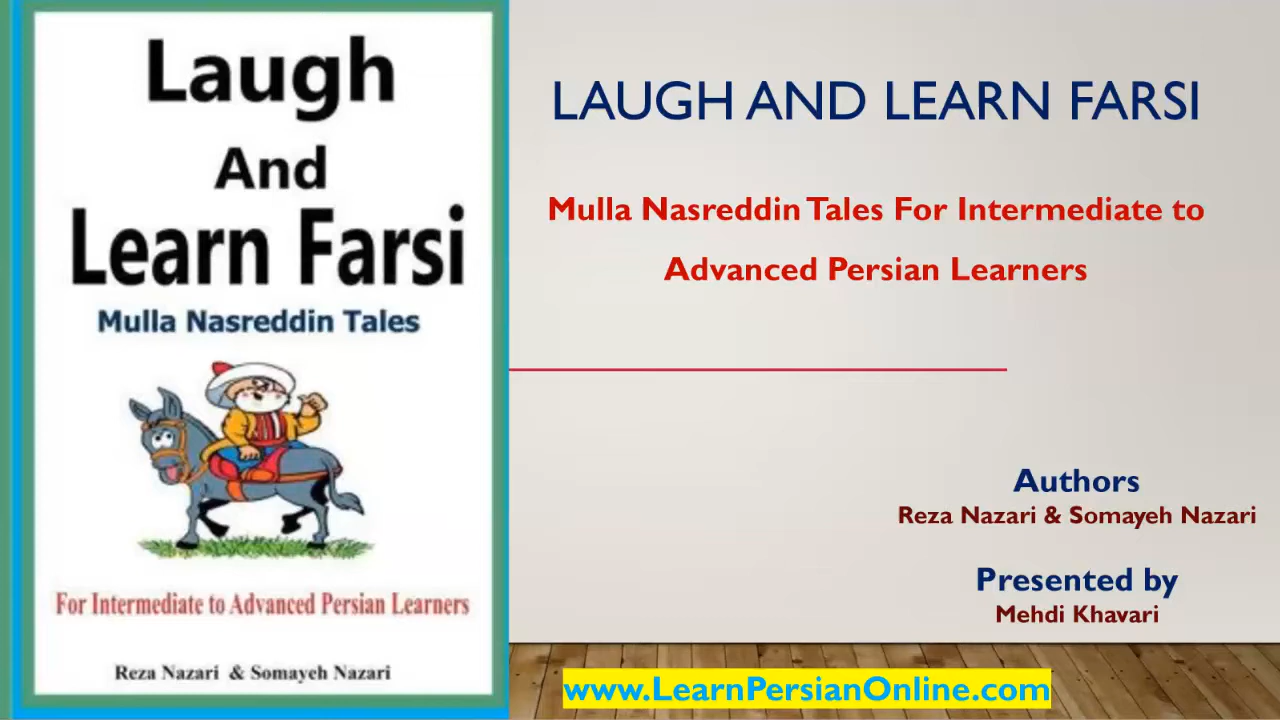 Laugh
And
Learn Farsi
Mulla Nasreddin Tales
For Intermediate to Advanced Persian Learners
Reza Nazari & Somayeh Nazari
LAUGH AND LEARN FARSI
Mulla Nasreddin Tales For Intermediate to
Advanced Persian Learners
Authors
Reza Nazari & Somayeh Nazari
Presented by
Mehdi Khavari
www.LearnPersianOnline.com